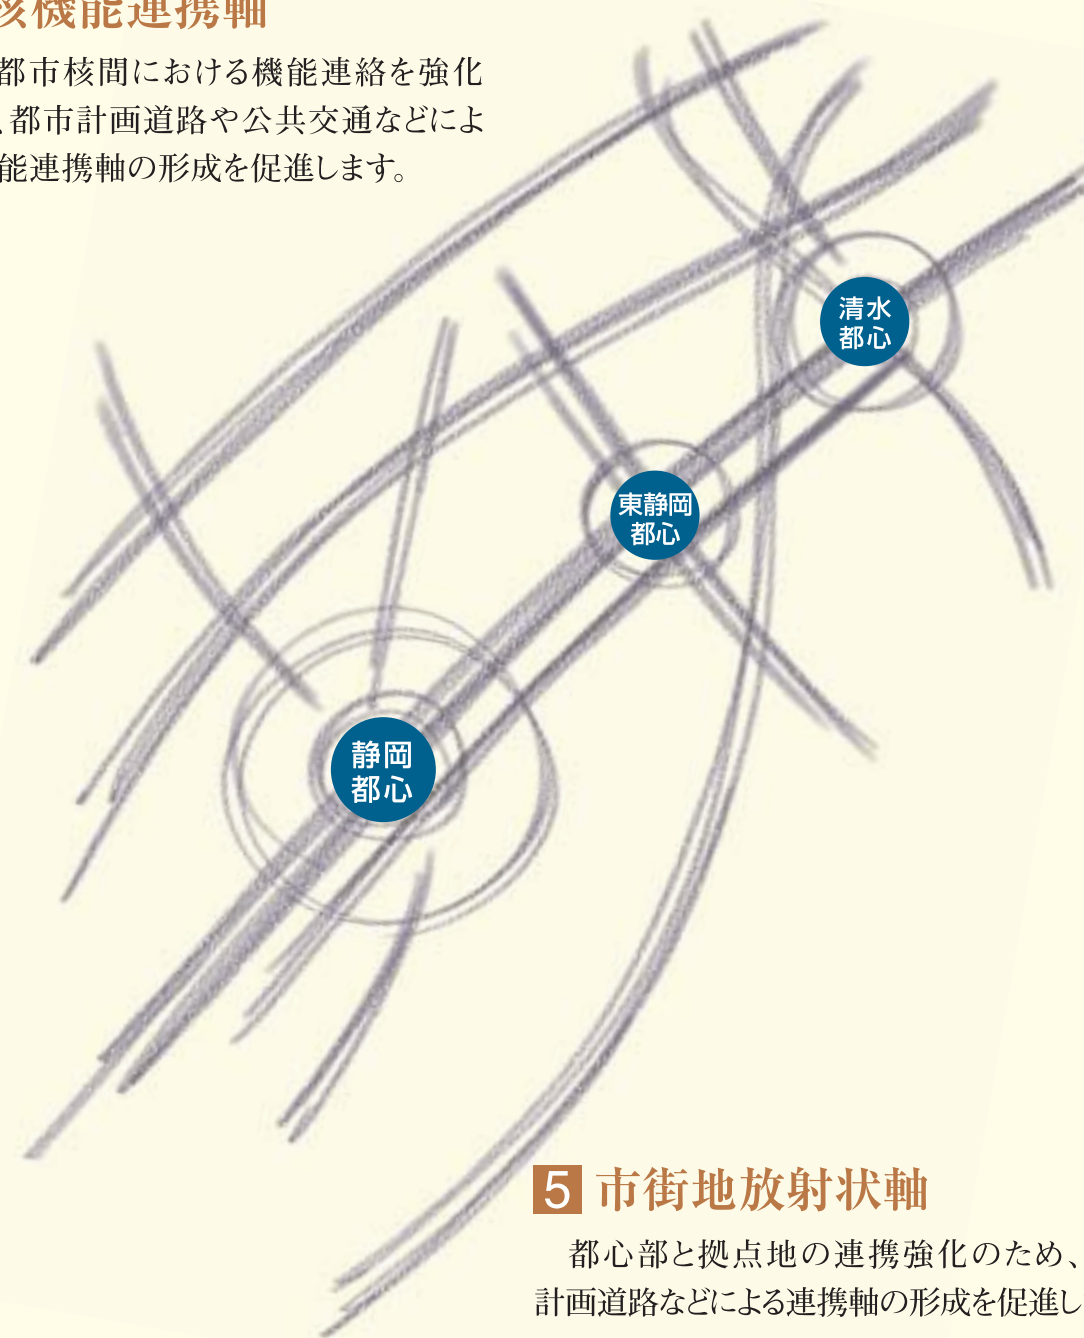 核機能連携軸
都市核間における機能連絡を強化
、都市計画道路や公共交通などによ
能連携軸の形成を促進します。
清水
都心
東静岡
都心
静岡
都心
5 市街地放射状軸
都心部と拠点地の連携強化のため、
計画道路などによる連携軸の形成を促進し